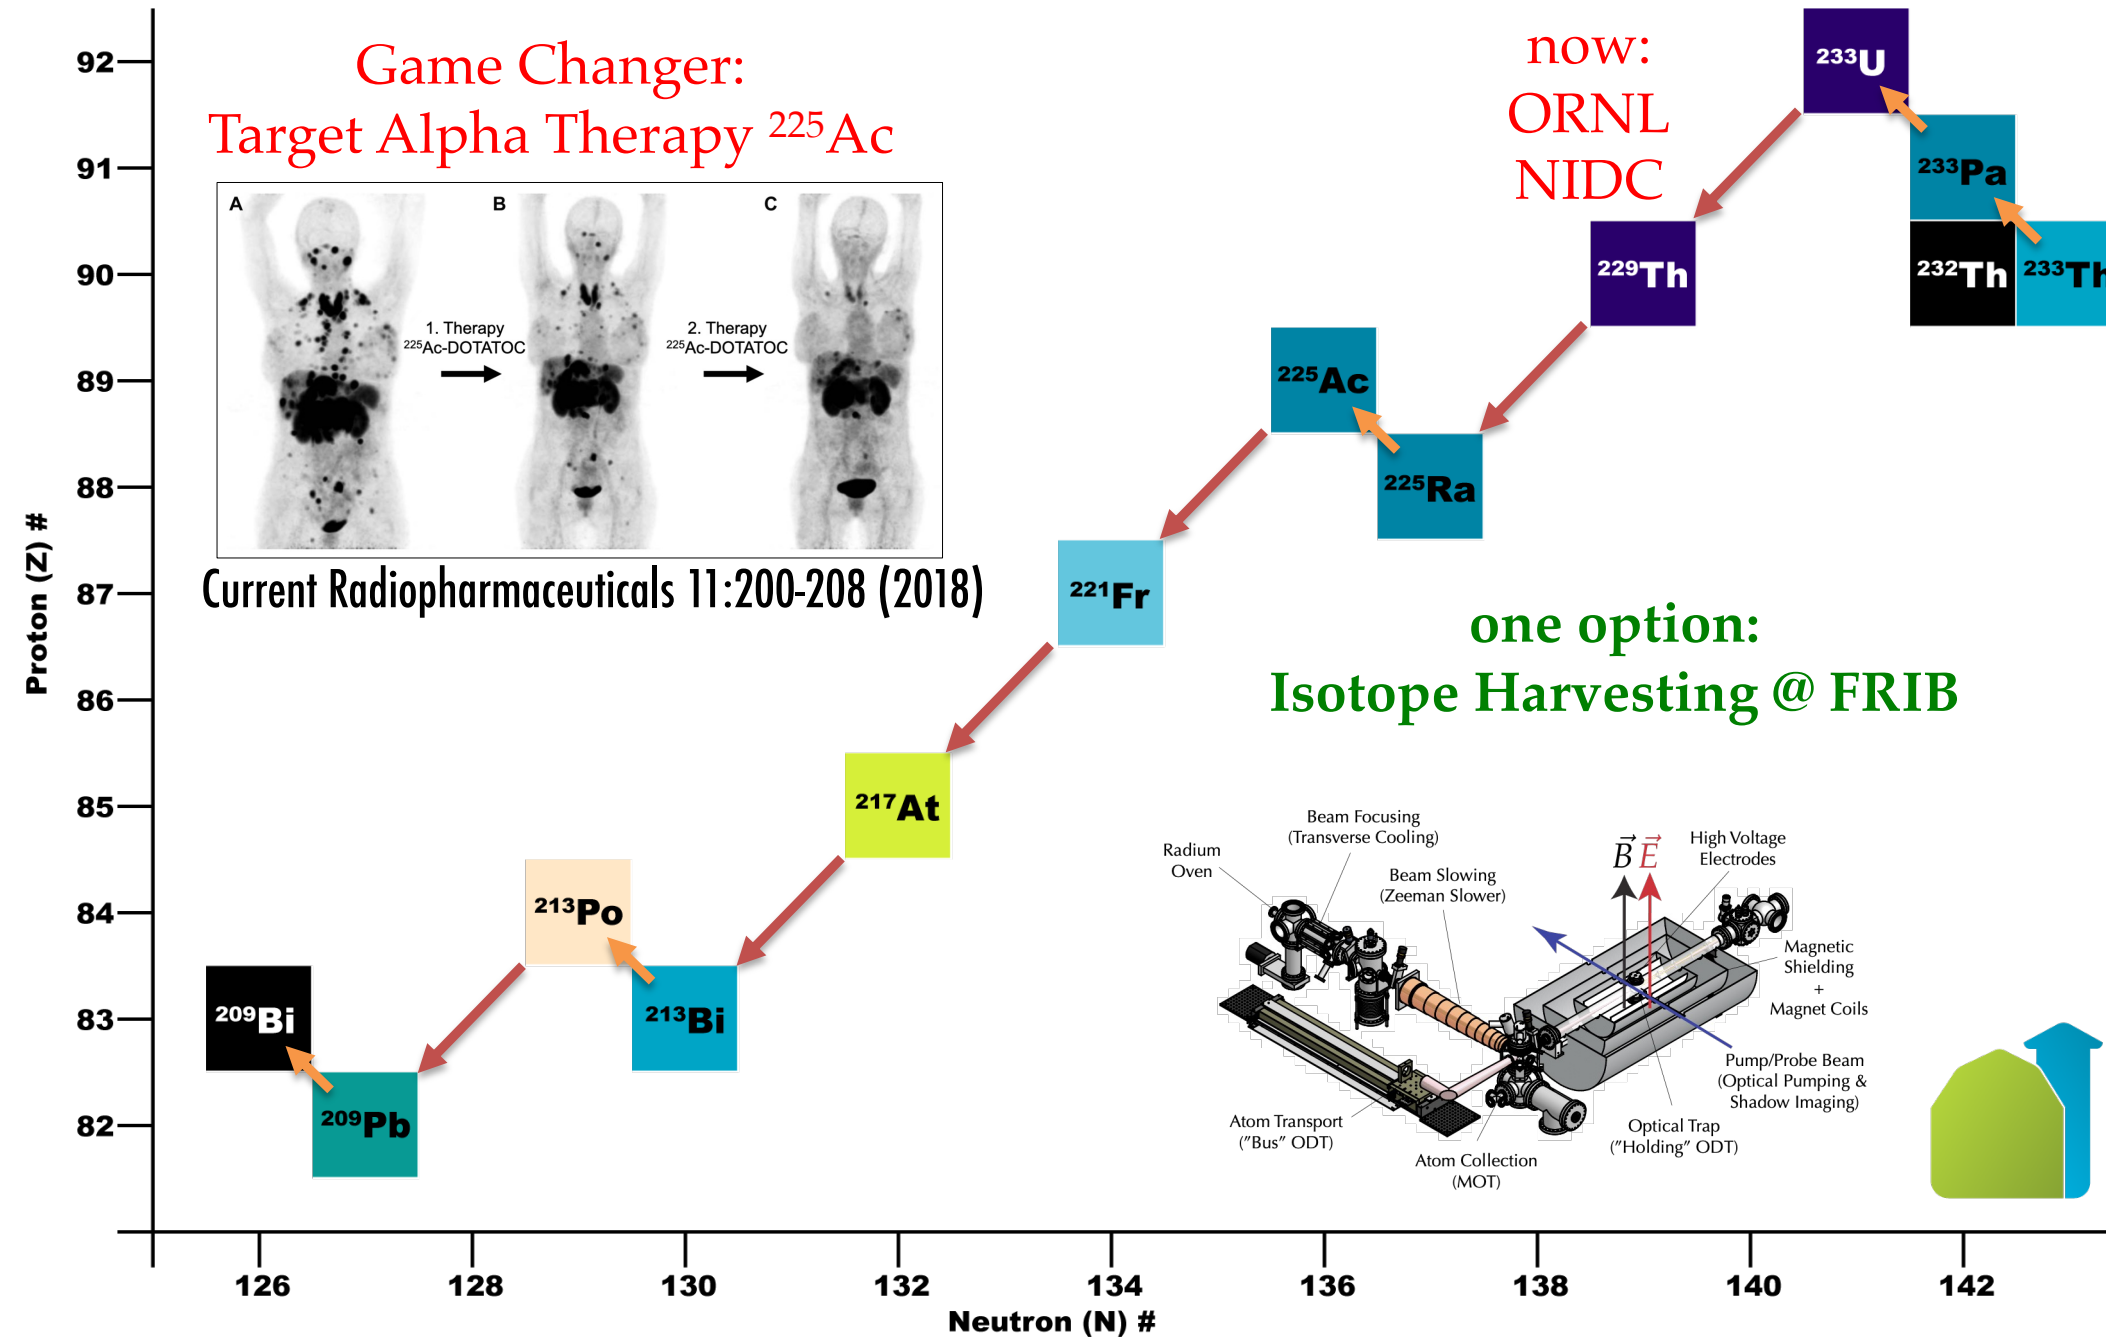 Game Changer:
Target Alpha Therapy ²²⁵Ac
now:
ORNL
NIDC
A
B
C
1. Therapy
²²⁵Ac-DOTATOC
2. Therapy
²²⁵Ac-DOTATOC
Current Radiopharmaceuticals 11:200-208 (2018)
one option:
Isotope Harvesting @ FRIB
²³³U
²³³Pa
²³²Th
²³³Th
²²⁹Th
²²⁵Ac
²²⁵Ra
²²¹Fr
²¹⁷At
²¹³Po
²¹³Bi
²⁰⁹Bi
²⁰⁹Pb
Radium
Oven
Beam Focusing
(Transverse Cooling)
Beam Slowing
(Zeeman Slower)
B E
High Voltage
Electrodes
Magnetic
Shielding
+
Magnet Coils
Pump/Probe Beam
(Optical Pumping &
Shadow Imaging)
Optical Trap
("Holding" ODT)
Atom Collection
(MOT)
Atom Transport
("Bus" ODT)
Proton (Z) #
92
91
90
89
88
87
86
85
84
83
82
126
128
130
132
134
136
138
140
142
Neutron (N) #